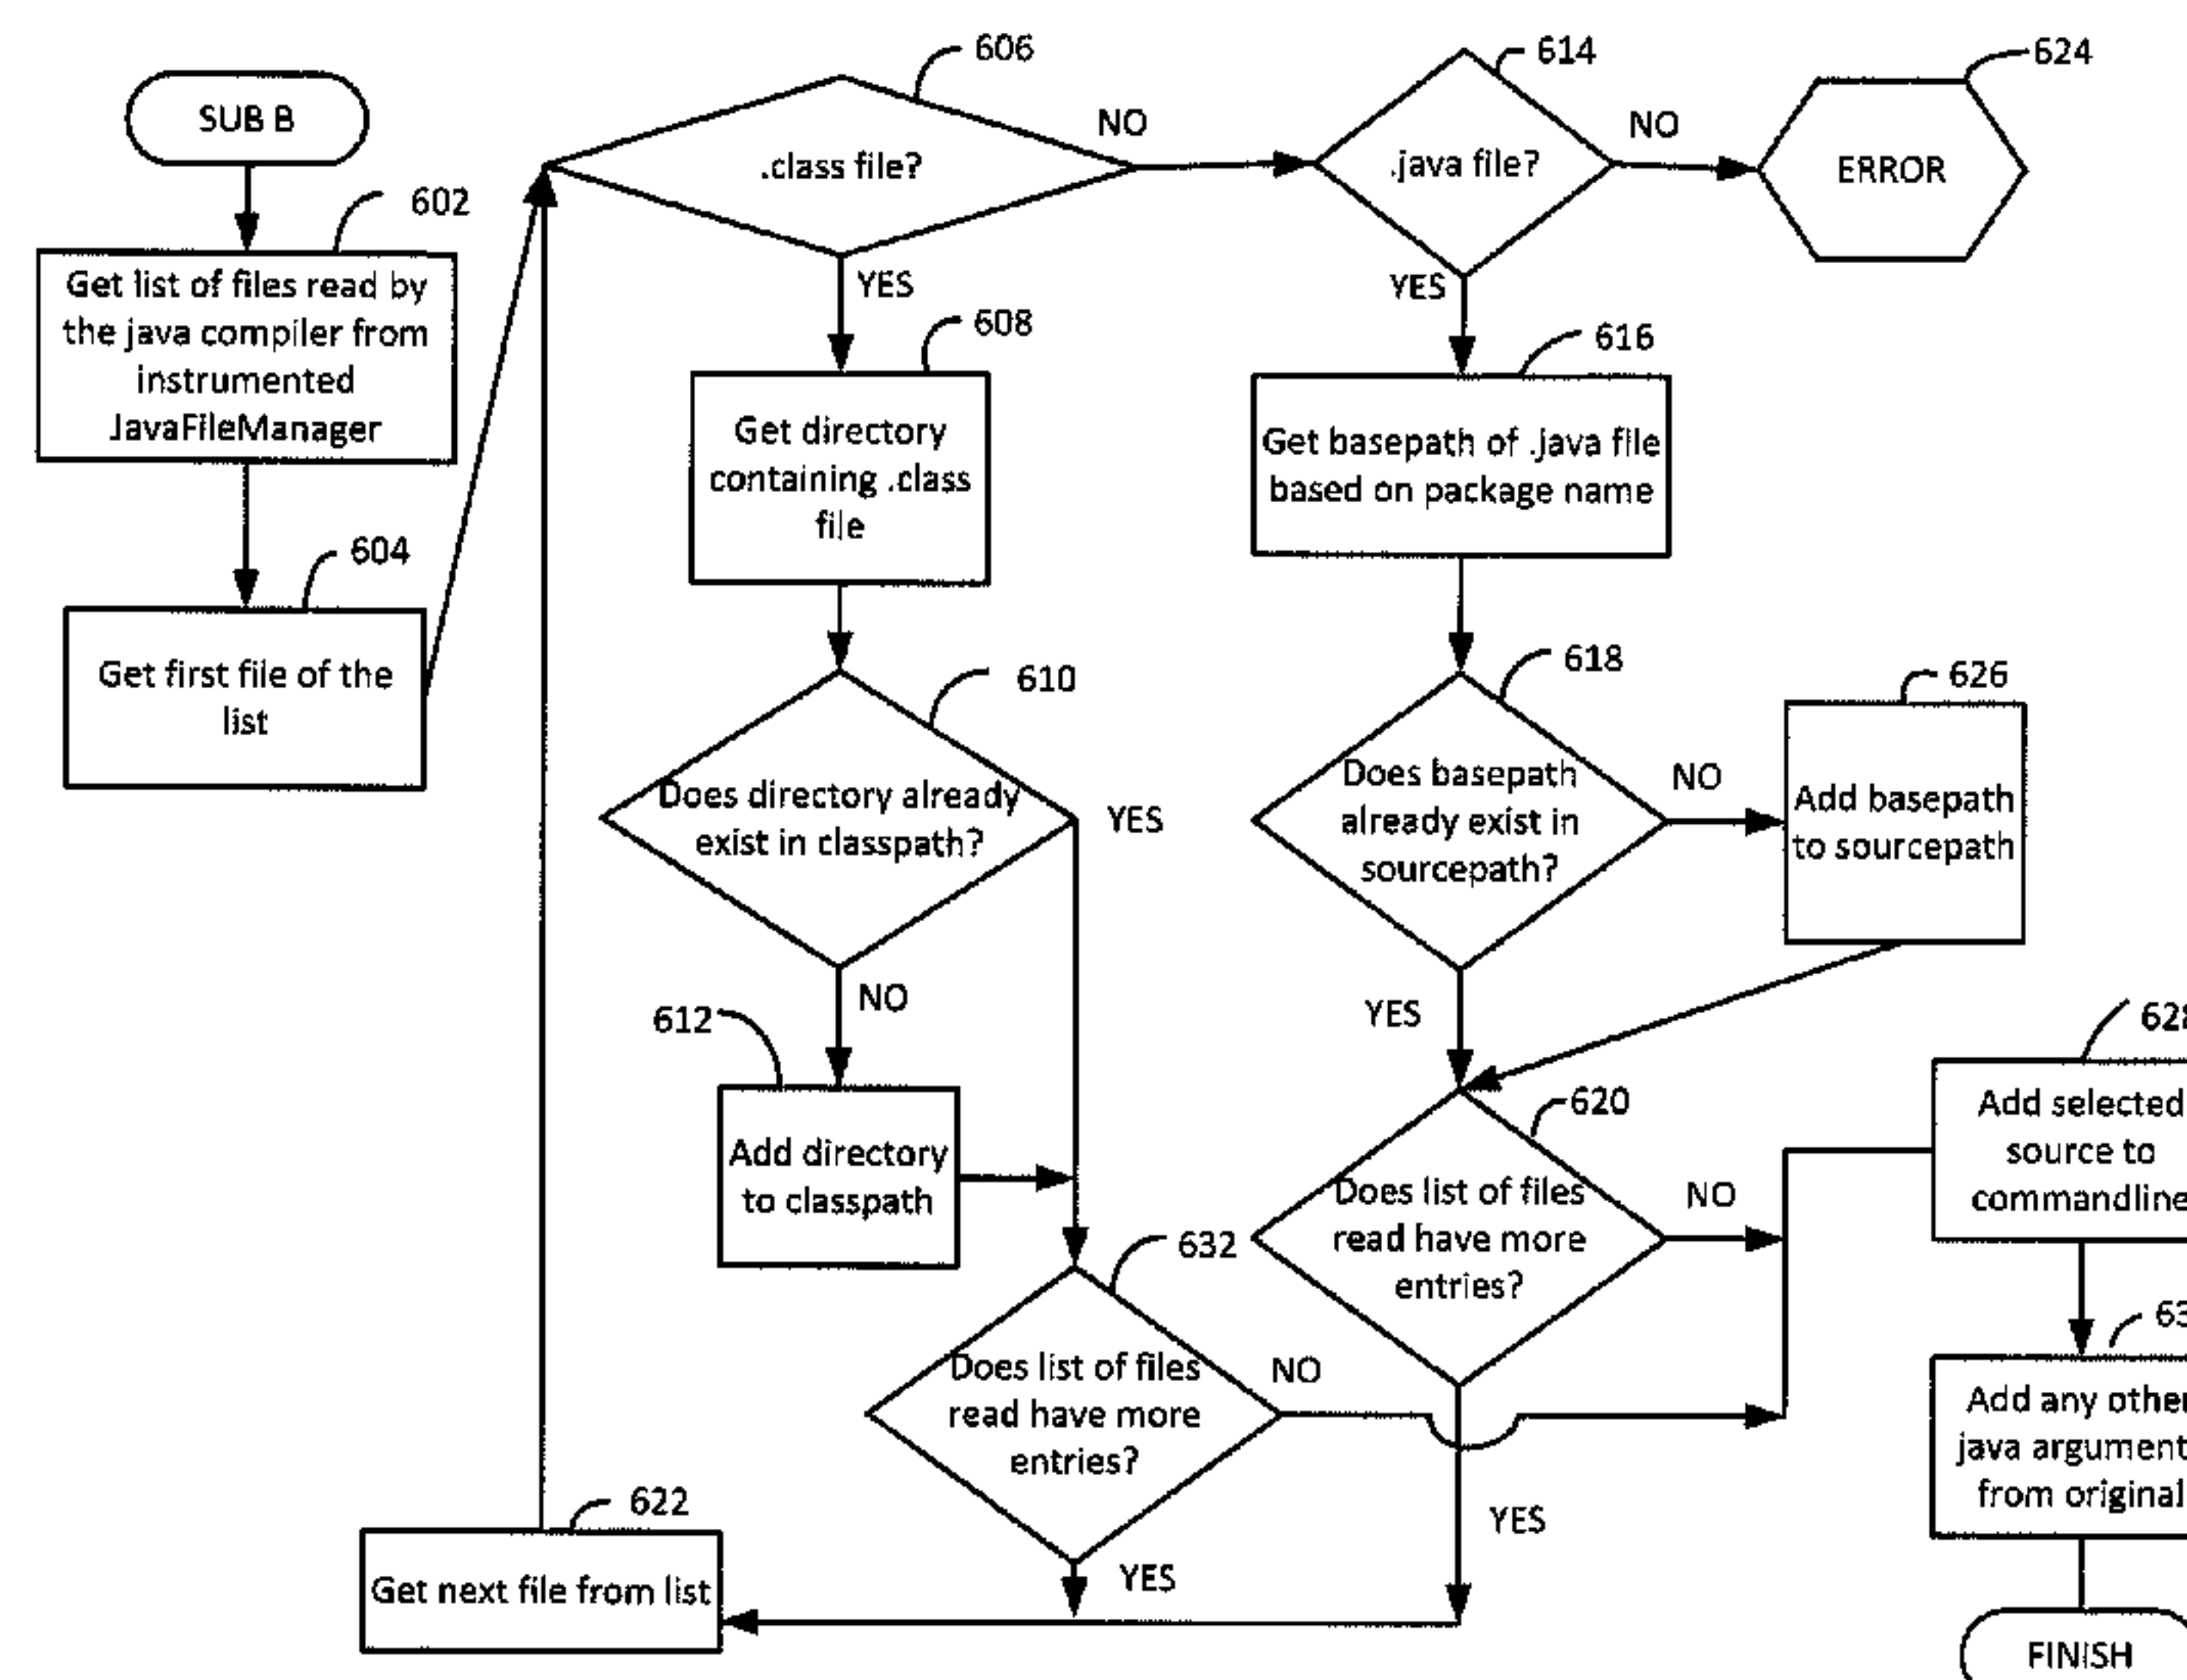 SUB B
602
Get list of files read by
the java compiler from
instrumented
JavaFileManager
604
Get first file of the
list
606
.class file?
NO
YES
608
Get directory
containing .class
file
610
Does directory already
exist in classpath?
YES
NO
612
Add directory
to classpath
632
Does list of files
read have more
entries?
NO
YES
622
Get next file from list
614
.java file?
NO
YES
624
ERROR
616
Get basepath of .java file
based on package name
618
Does basepath
already exist in
sourcepath?
NO
YES
626
Add basepath
to sourcepath
620
Does list of files
read have more
entries?
NO
YES
628
Add selected
source to
commandline
63
Add any other
java argument
from original
FINISH